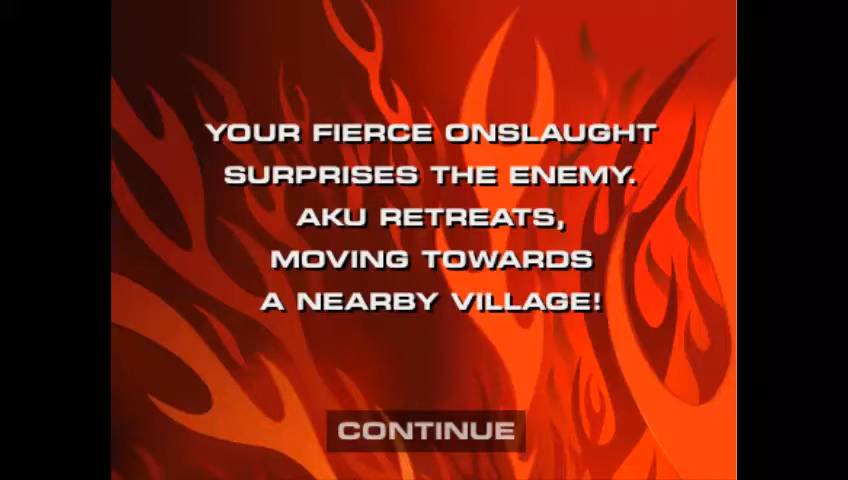 YOUR FIERCE ONSLAUGHT
SURPRISES THE ENEMY.
AKU RETREATS,
MOVING TOWARDS
A NEARBY VILLAGE!
CONTINUE